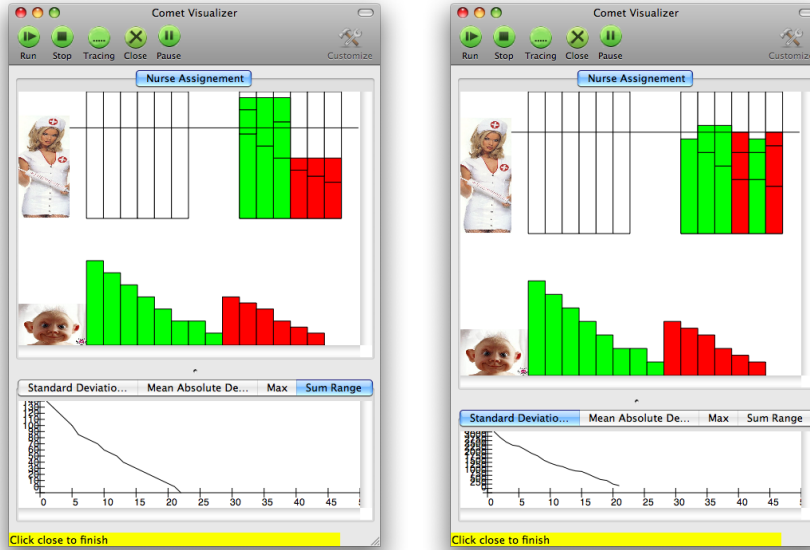 Comet Visualizer
Run Stop Tracing Close Pause Customize
Nurse Assignement
Standard Deviatio... Mean Absolute De... Max Sum Range
0 5 10 15 20 25 30 35 40 45
Click close to finish
Comet Visualizer
Run Stop Tracing Close Pause Customize
Nurse Assignement
Standard Deviatio... Mean Absolute De... Max Sum Range
0 5 10 15 20 25 30 35 40 45
Click close to finish